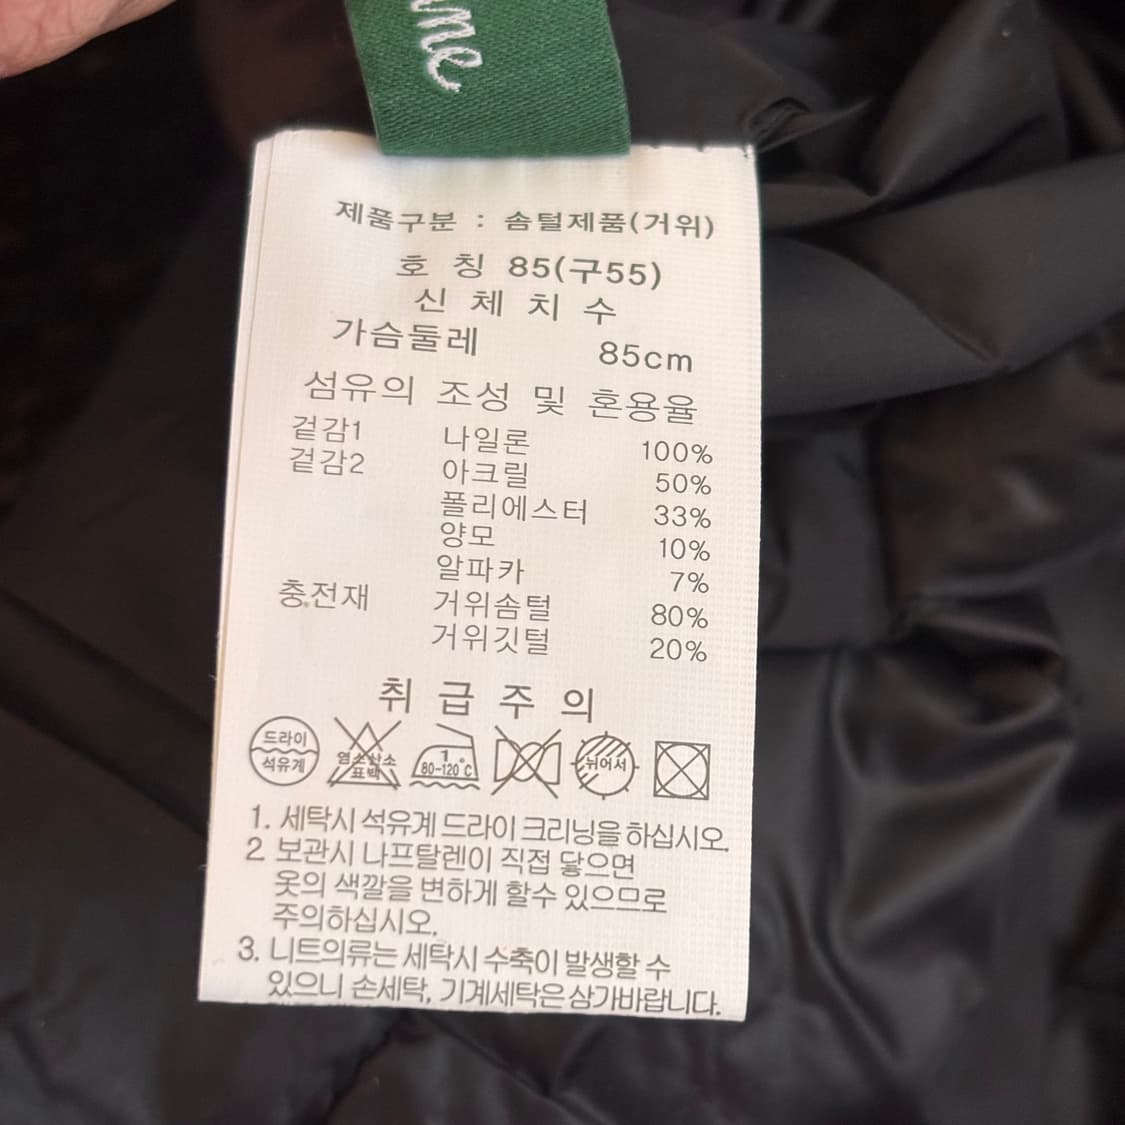 제품구분 : 솜털제품(거위)
호 칭 85(구55)
신 체 치 수
가슴둘레 85cm
섬유의 조성 및 혼용율
겉감1 나일론 100%
겉감2 아크릴 50%
폴리에스터 33%
양모 10%
알파카 7%
충전재 거위솜털 80%
거위깃털 20%
취 급 주 의
드라이
석유계
염소산소
표백
1
80-120℃
뉘어서
1. 세탁시 석유계 드라이 크리닝을 하십시오.
2 보관시 나프탈렌이 직접 닿으면
옷의 색깔을 변하게 할수 있으므로
주의하십시오.
3. 니트의류는 세탁시 수축이 발생할 수
있으니 손세탁, 기계세탁은삼가바랍니다.